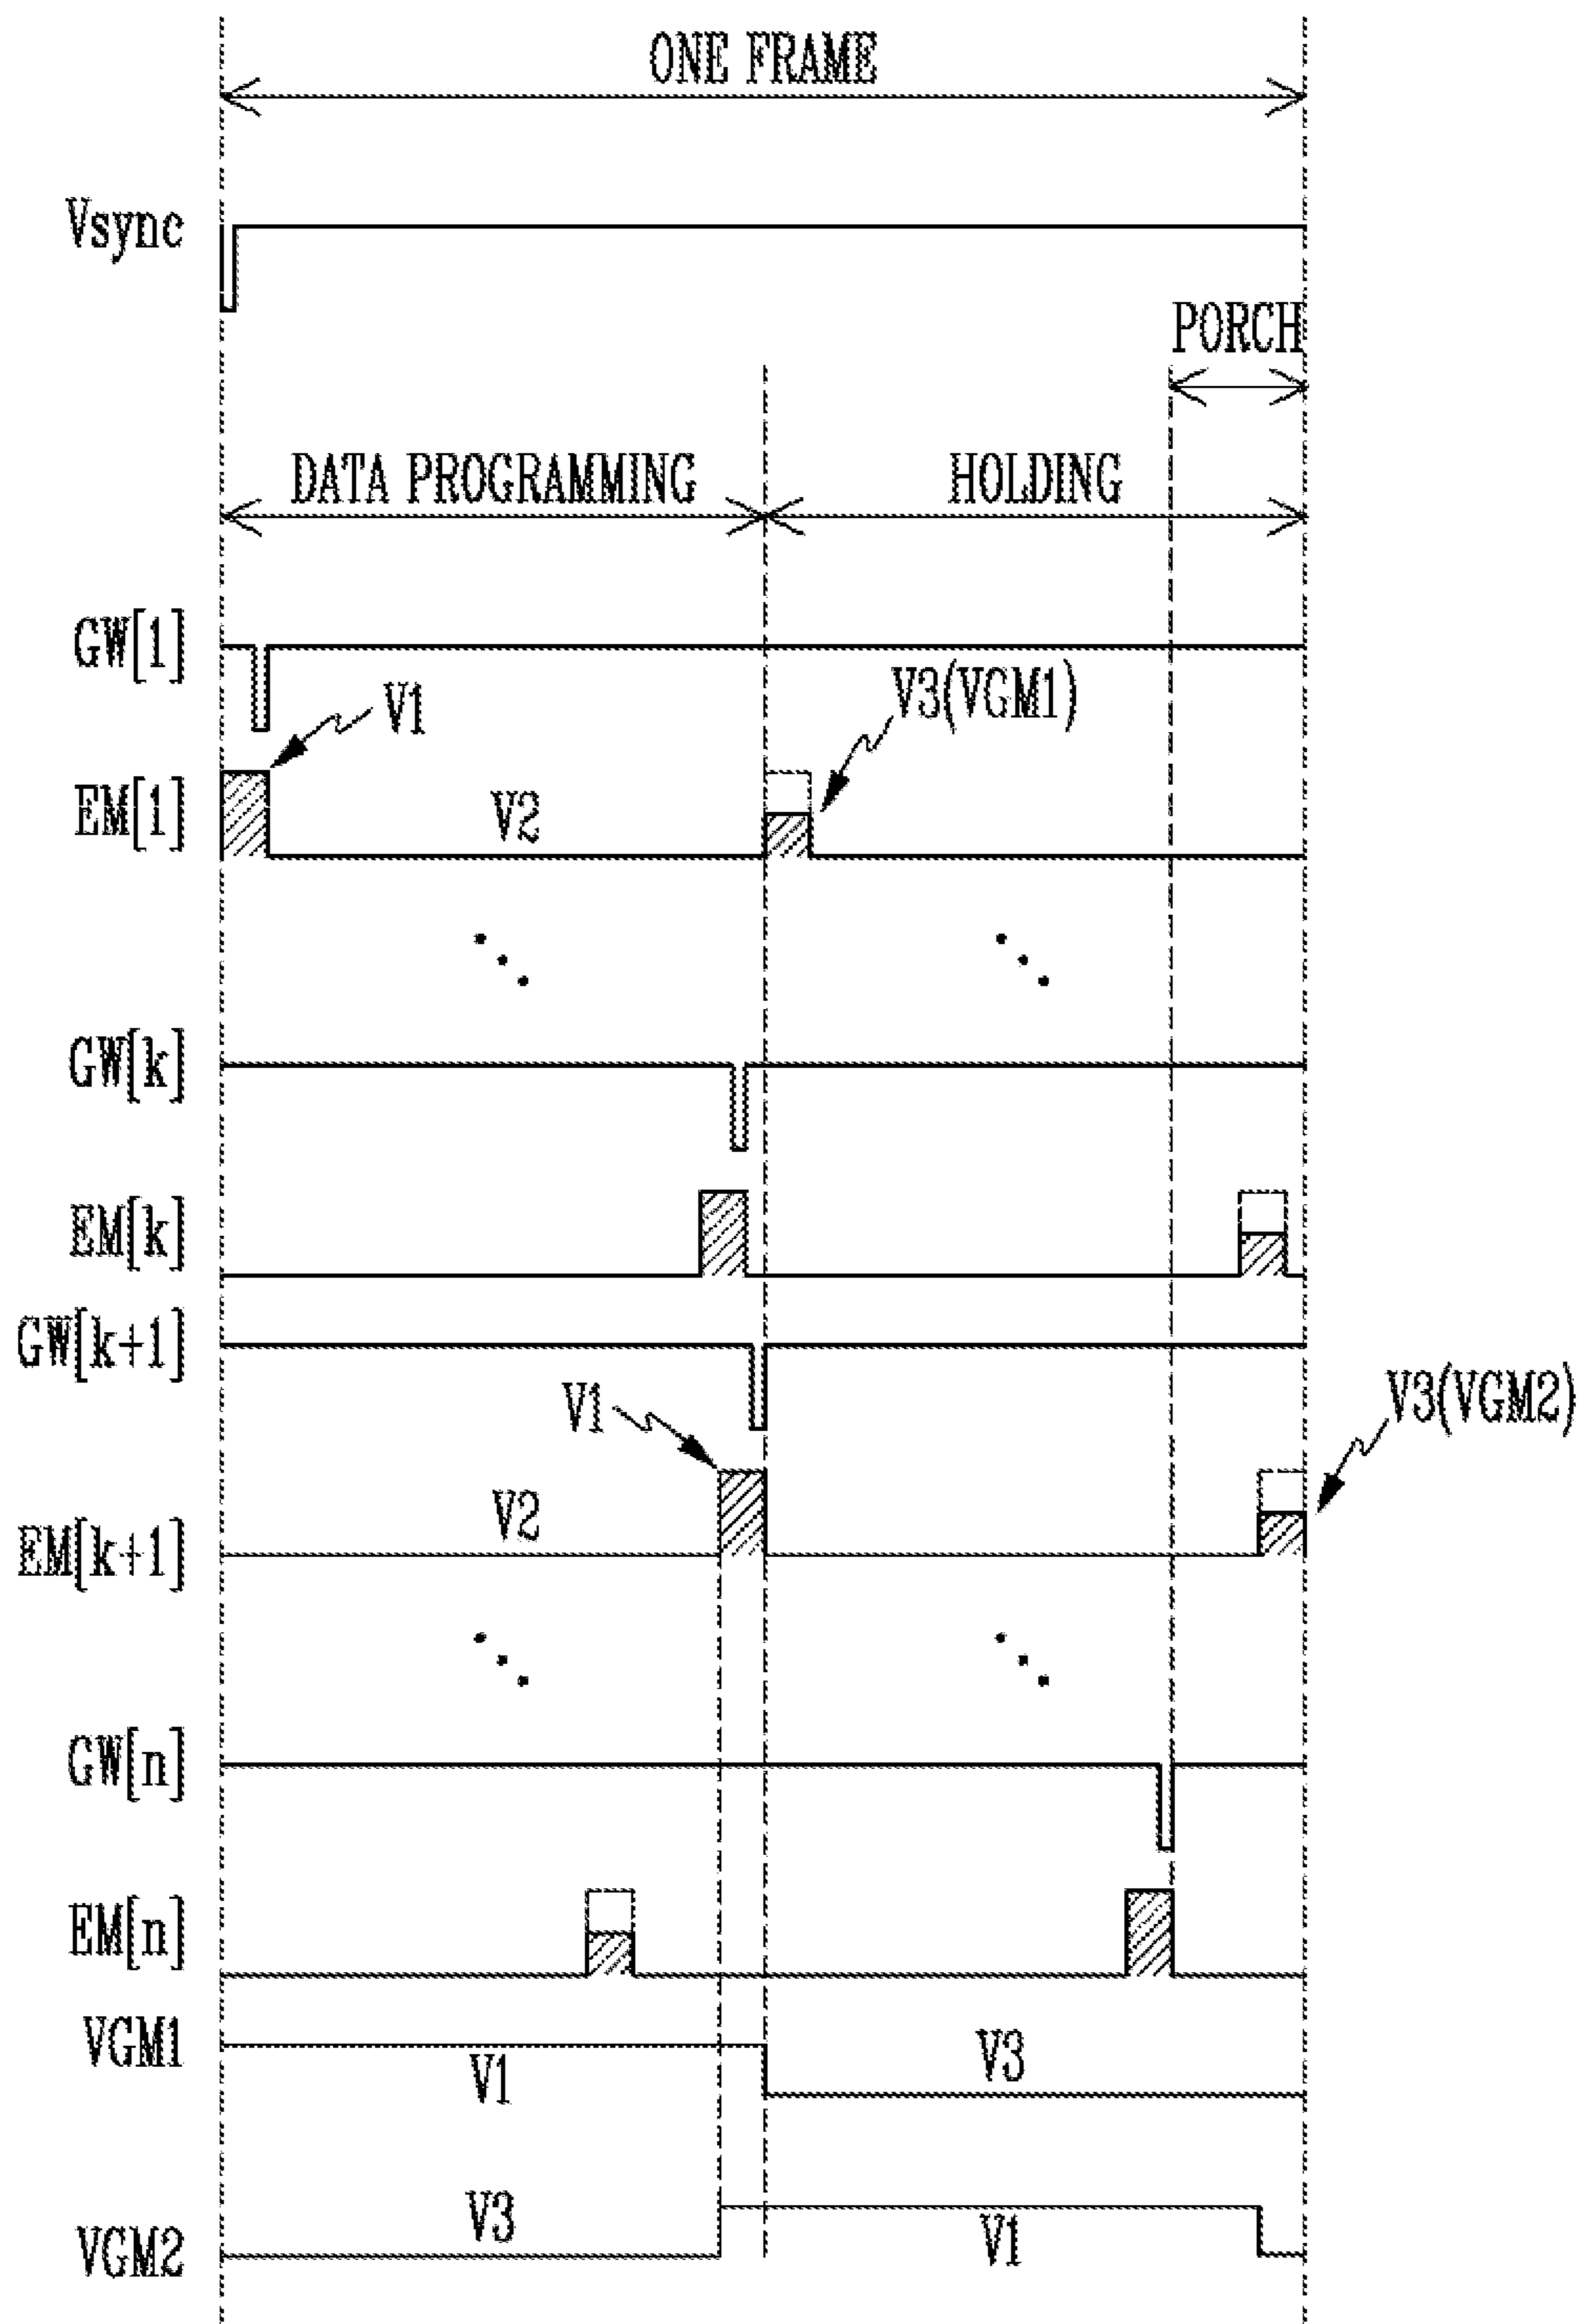 ONE FRAME
Vsync
PORCH
DATA PROGRAMMING
HOLDING
GW[1]
V1
V3(VGM1)
EM[1]
V2
GW[k]
EM[k]
GW[k+1]
V1
V3(VGM2)
V2
EM[k+1]
GW[n]
EM[n]
VGM1
V1
V3
VGM2
V3
V1